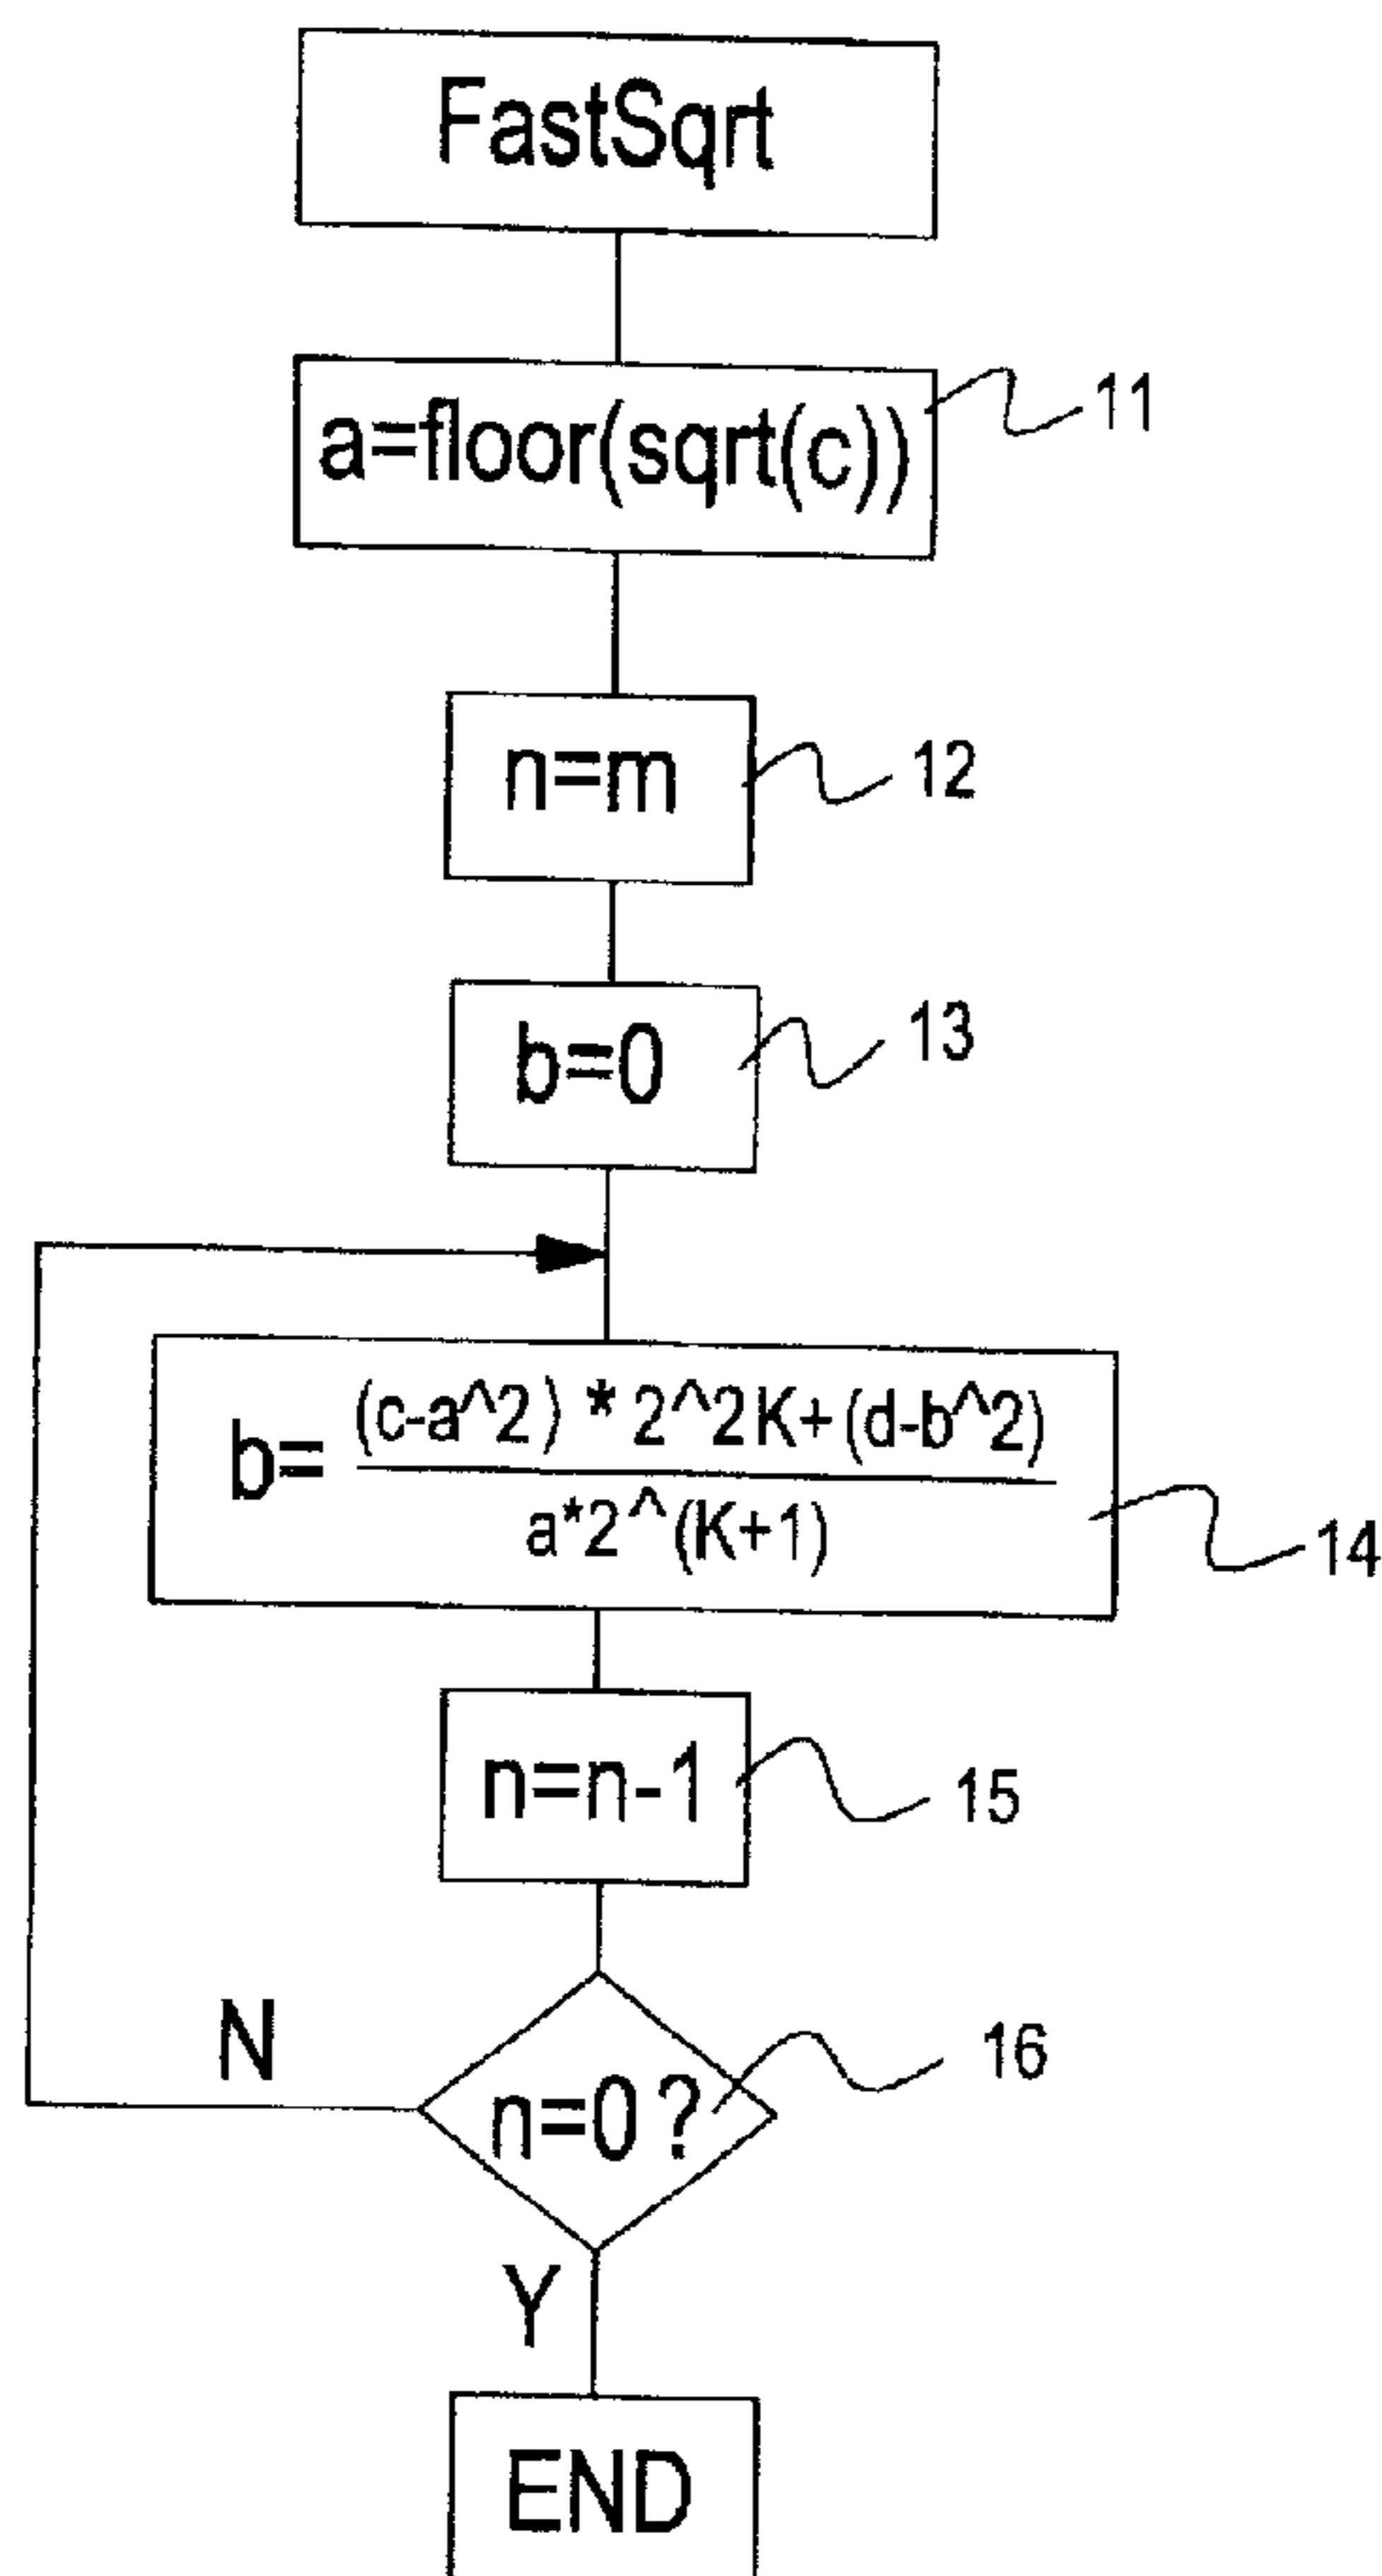 FastSqrt
a=floor(sqrt(c))
11
n=m
12
b=0
13
b= (c-a^2) * 2^2K+(d-b^2)
a*2^(K+1)
14
n=n-1
15
N
n=0?
16
Y
END